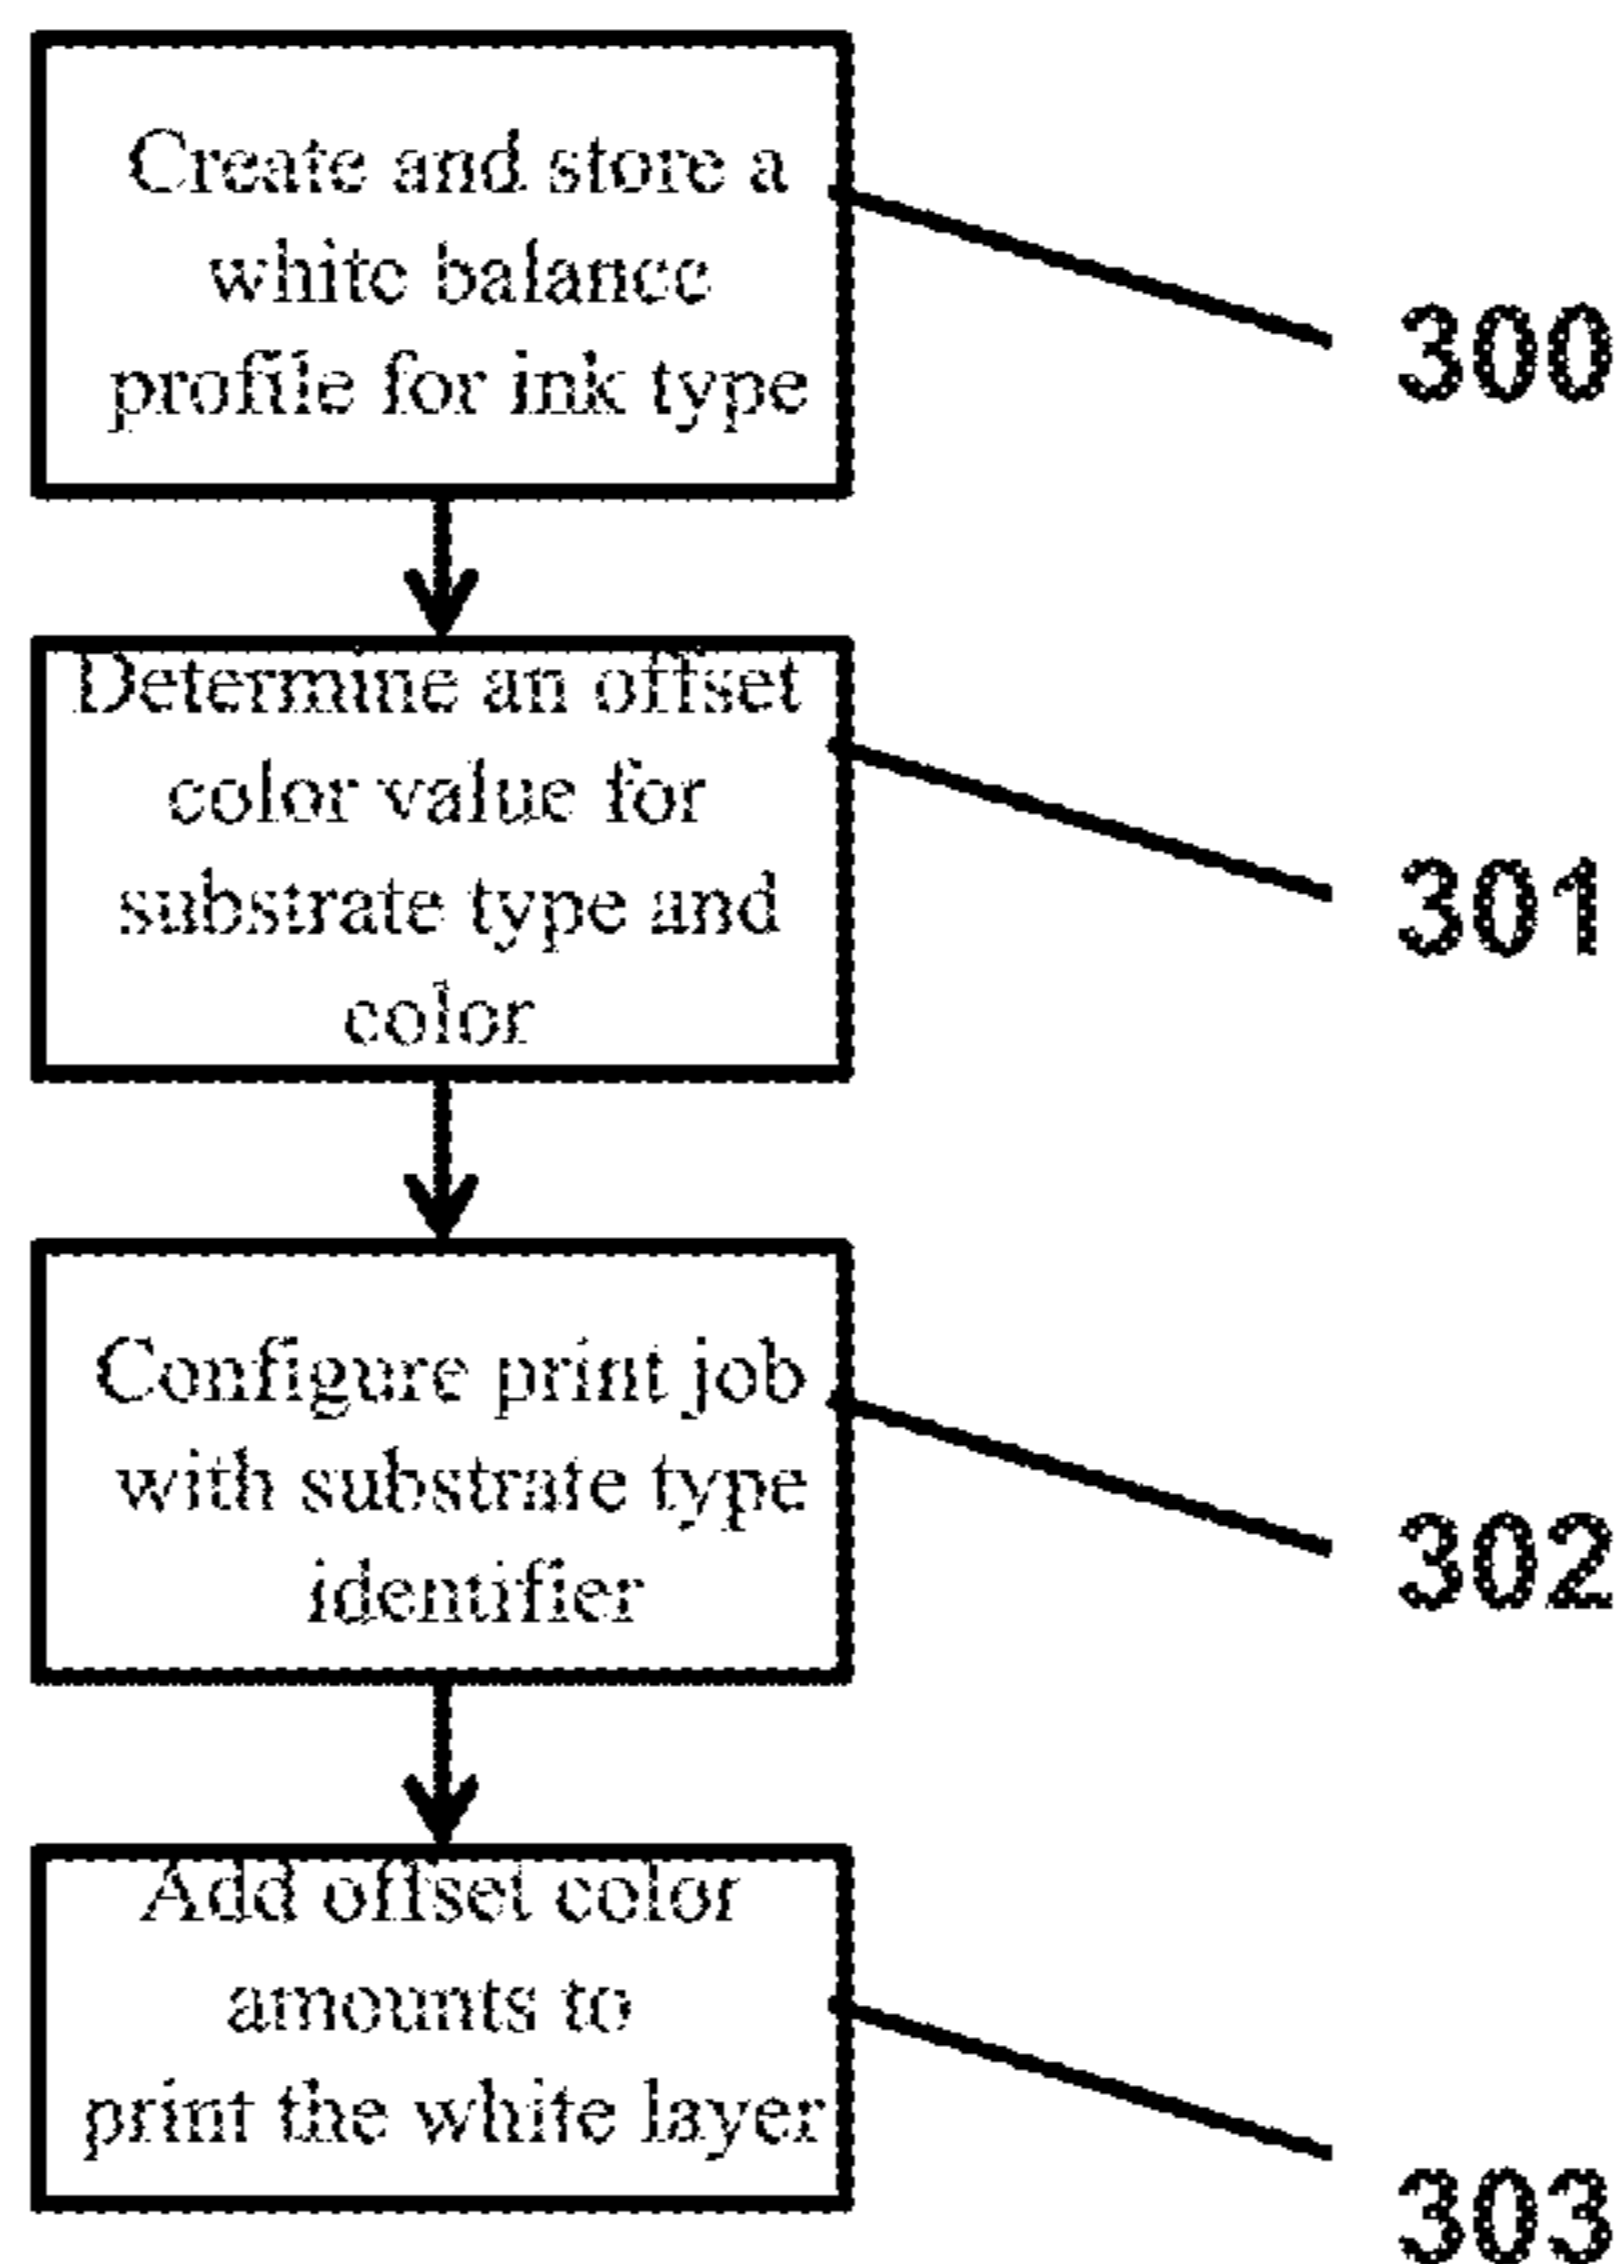 Create and store a
white balance
profile for ink type
300
Determine an offset
color value for
substrate type and
color
301
Configure print job
with substrate type
identifier
302
Add offset color
amounts to
print the white layer
303